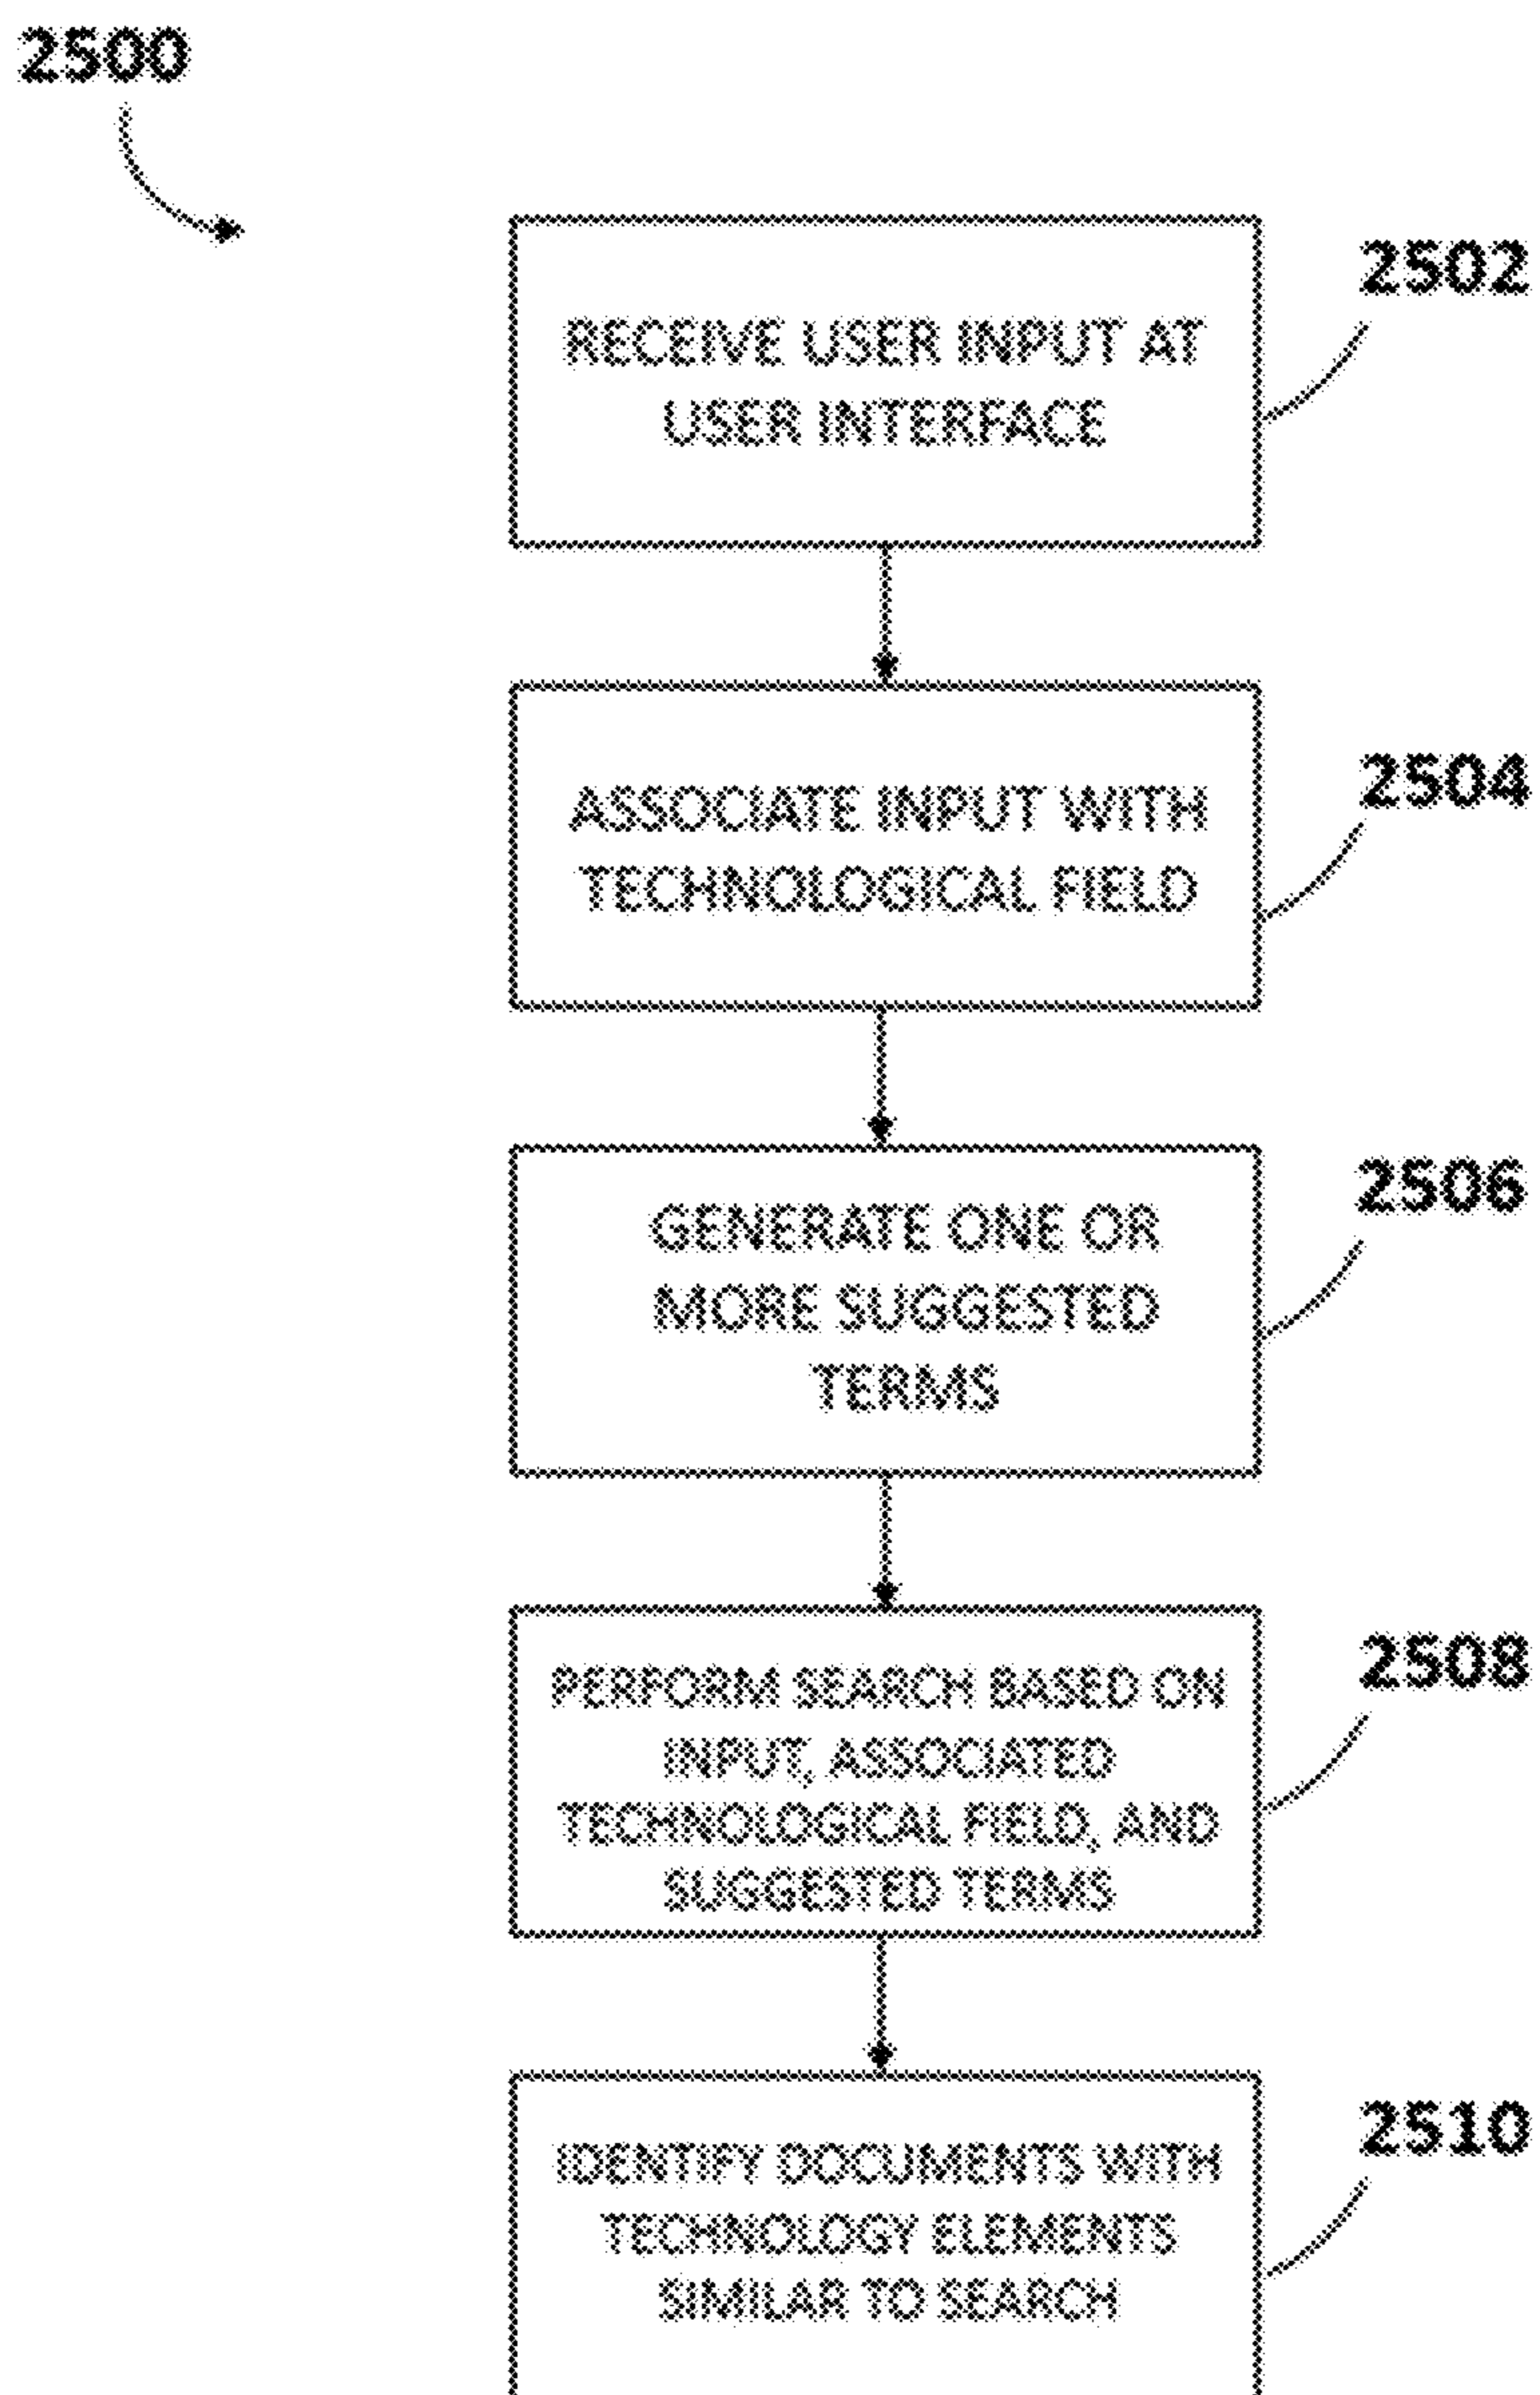 2500
2502
RECEIVE USER INPUT AT
USER INTERFACE
2504
ASSOCIATE INPUT WITH
TECHNOLOGICAL FIELD
2506
GENERATE ONE OR
MORE SUGGESTED
TERMS
2508
PERFORM SEARCH BASED ON
INPUT, ASSOCIATED
TECHNOLOGICAL FIELD, AND
SUGGESTED TERMS
2510
IDENTIFY DOCUMENTS WITH
TECHNOLOGY ELEMENTS
SIMILAR TO SEARCH